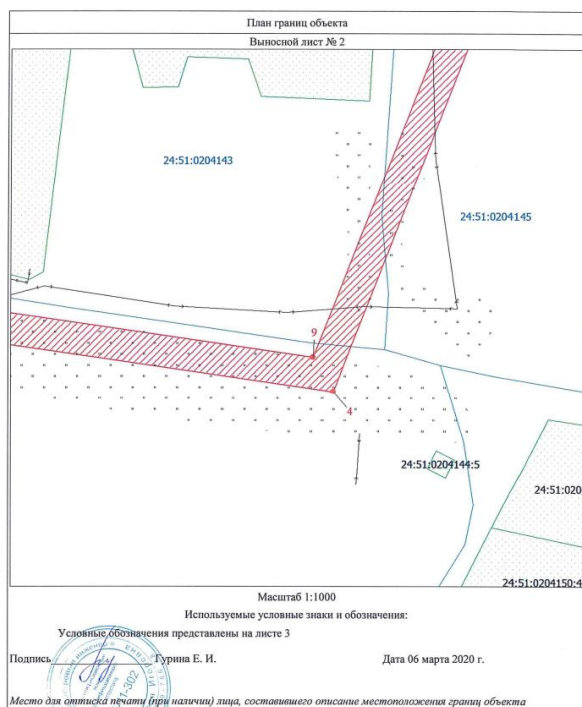 План границ объекта
Выносной лист № 2
24:51:0204143
24:51:0204145
9
4
24:51:0204144:5
24:51:020
24:51:0204150:4
Масштаб 1:1000
Используемые условные знаки и обозначения:
Условные обозначения представлены на листе 3
Подпись Гурина Е. И. Дата 06 марта 2020 г.
Место для оттиска печати (при наличии) лица, составившего описание местоположения границ объекта